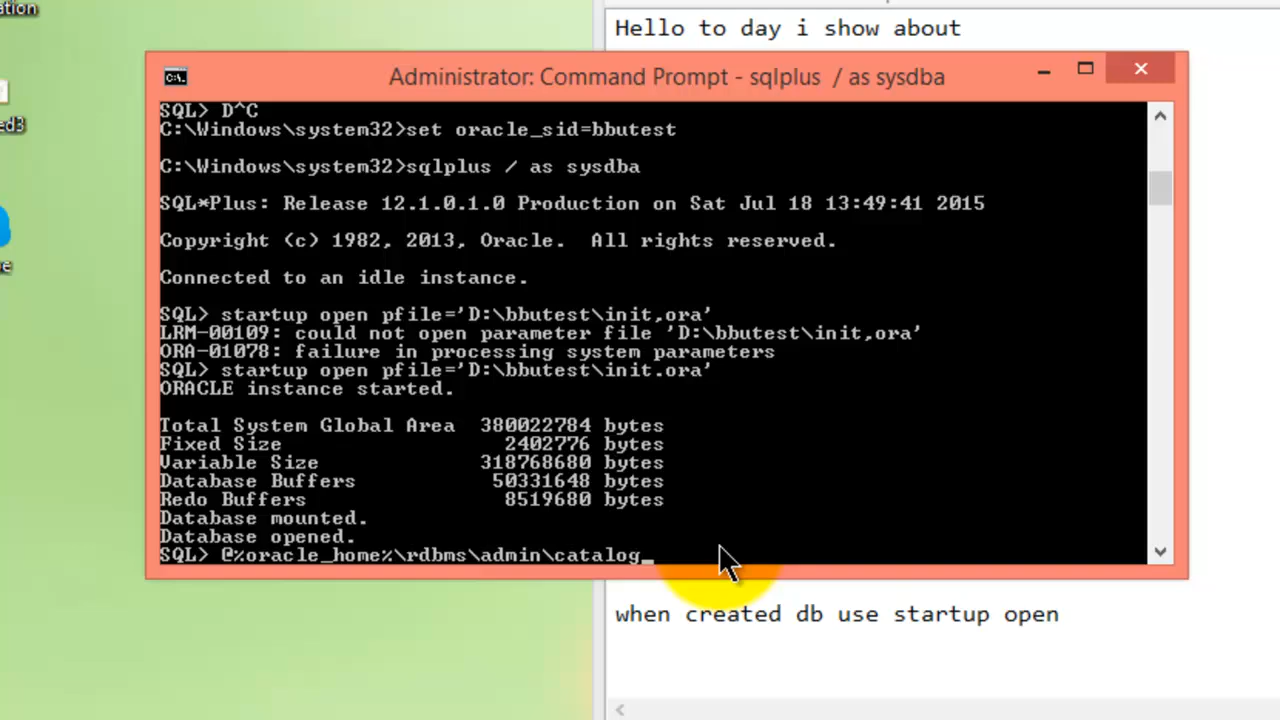 ation
Hello to day i show about
Administrator: Command Prompt - sqlplus / as sysdba
ed3
SQL> D^C
C:\Windows\system32>set oracle_sid=bbutest
C:\Windows\system32>sqlplus / as sysdba
SQL*Plus: Release 12.1.0.1.0 Production on Sat Jul 18 13:49:41 2015
Copyright (c) 1982, 2013, Oracle.  All rights reserved.
Connected to an idle instance.
SQL> startup open pfile='D:\bbutest\init,ora'
LRM-00109: could not open parameter file 'D:\bbutest\init,ora'
ORA-01078: failure in processing system parameters
SQL> startup open pfile='D:\bbutest\init.ora'
ORACLE instance started.
Total System Global Area  380022784 bytes
Fixed Size                  2402776 bytes
Variable Size             318768680 bytes
Database Buffers           50331648 bytes
Redo Buffers                8519680 bytes
Database mounted.
Database opened.
SQL> @%oracle_home%\rdbms\admin\catalog_
when created db use startup open